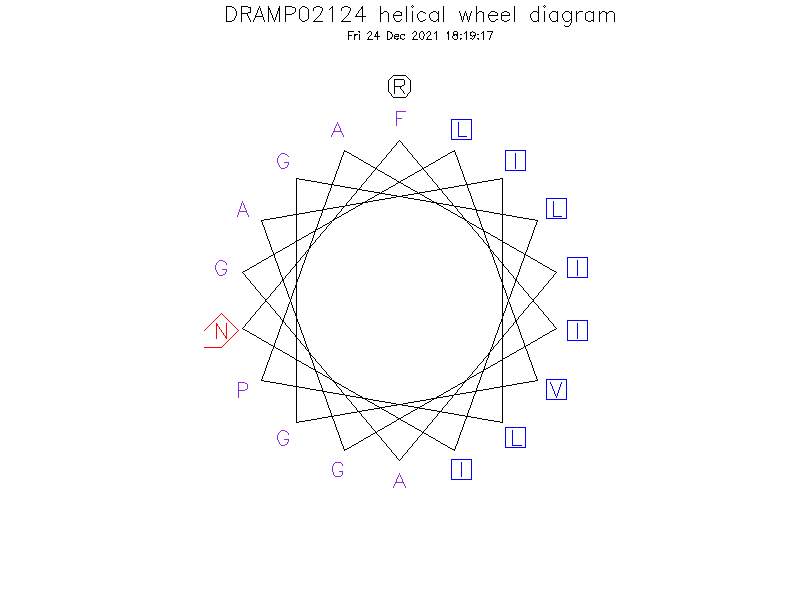 DRAMP02124 helical wheel diagram
Fri 24 Dec 2021 18:19:17
R
F
A L
G I
A L
G I
N I
P V
G L
G I
A